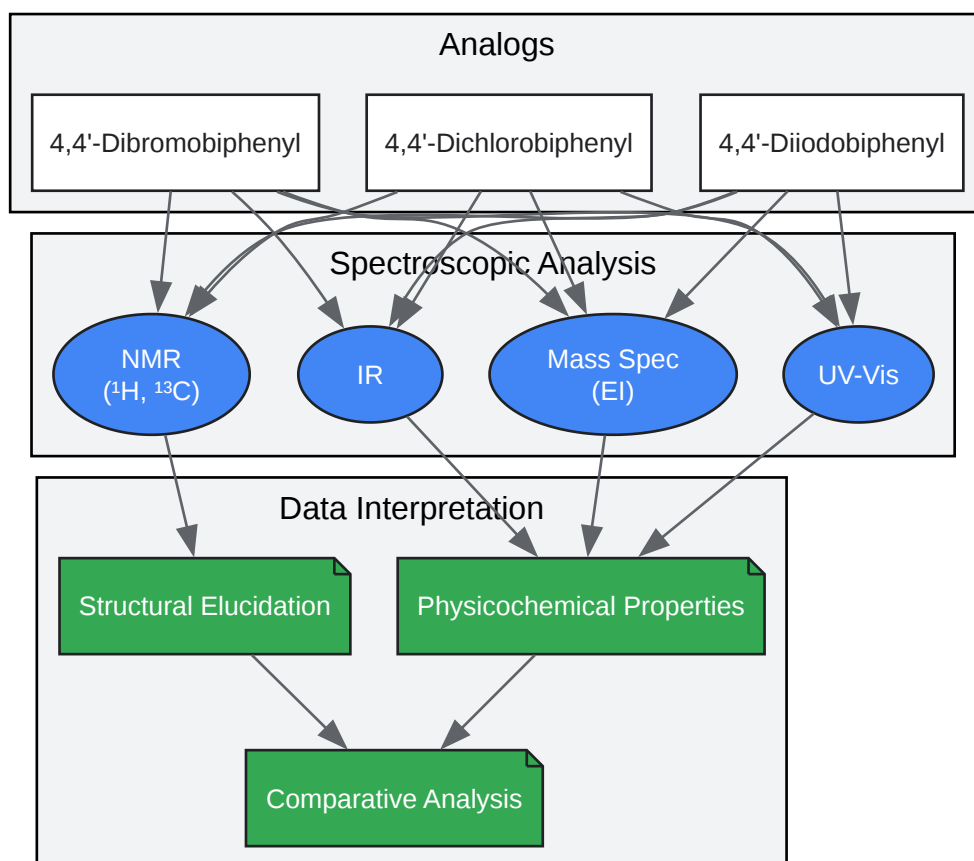 Analogs
4,4'-Dibromobiphenyl
4,4'-Dichlorobiphenyl
4,4'-Diiodobiphenyl
Spectroscopic Analysis
NMR
(¹H, ¹³C)
IR
Mass Spec
(EI)
UV-Vis
Data Interpretation
Structural Elucidation
Physicochemical Properties
Comparative Analysis